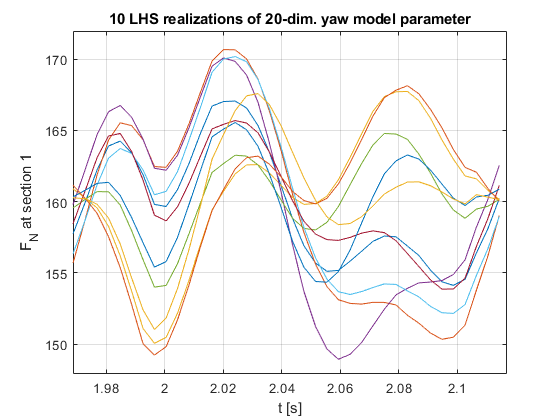 10 LHS realizations of 20-dim. yaw model parameter
170
165
160
155
150
F_N at section 1
1.98 2 2.02 2.04 2.06 2.08 2.1
t [s]